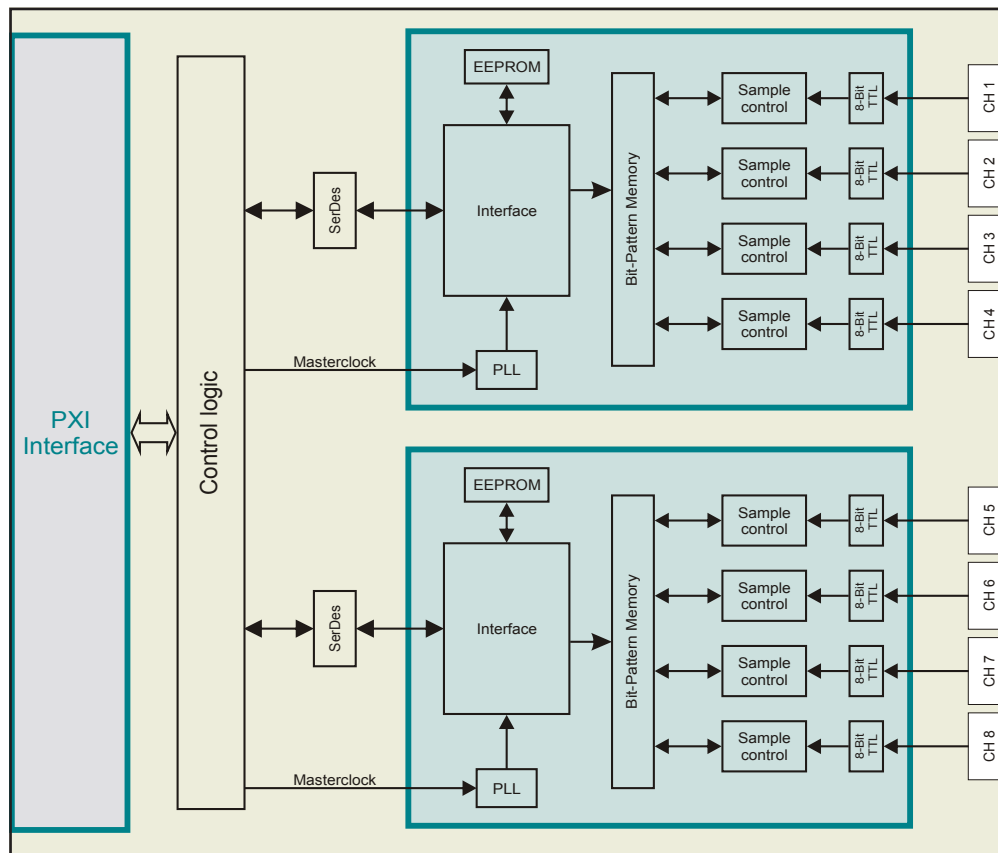 PXI
Interface
Control logic
SerDes
Masterclock
EEPROM
Interface
PLL
Bit-Pattern Memory
Sample
control
8-Bit
TTL
CH 1
Sample
control
8-Bit
TTL
CH 2
Sample
control
8-Bit
TTL
CH 3
Sample
control
8-Bit
TTL
CH 4
SerDes
Masterclock
EEPROM
Interface
PLL
Bit-Pattern Memory
Sample
control
8-Bit
TTL
CH 5
Sample
control
8-Bit
TTL
CH 6
Sample
control
8-Bit
TTL
CH 7
Sample
control
8-Bit
TTL
CH 8